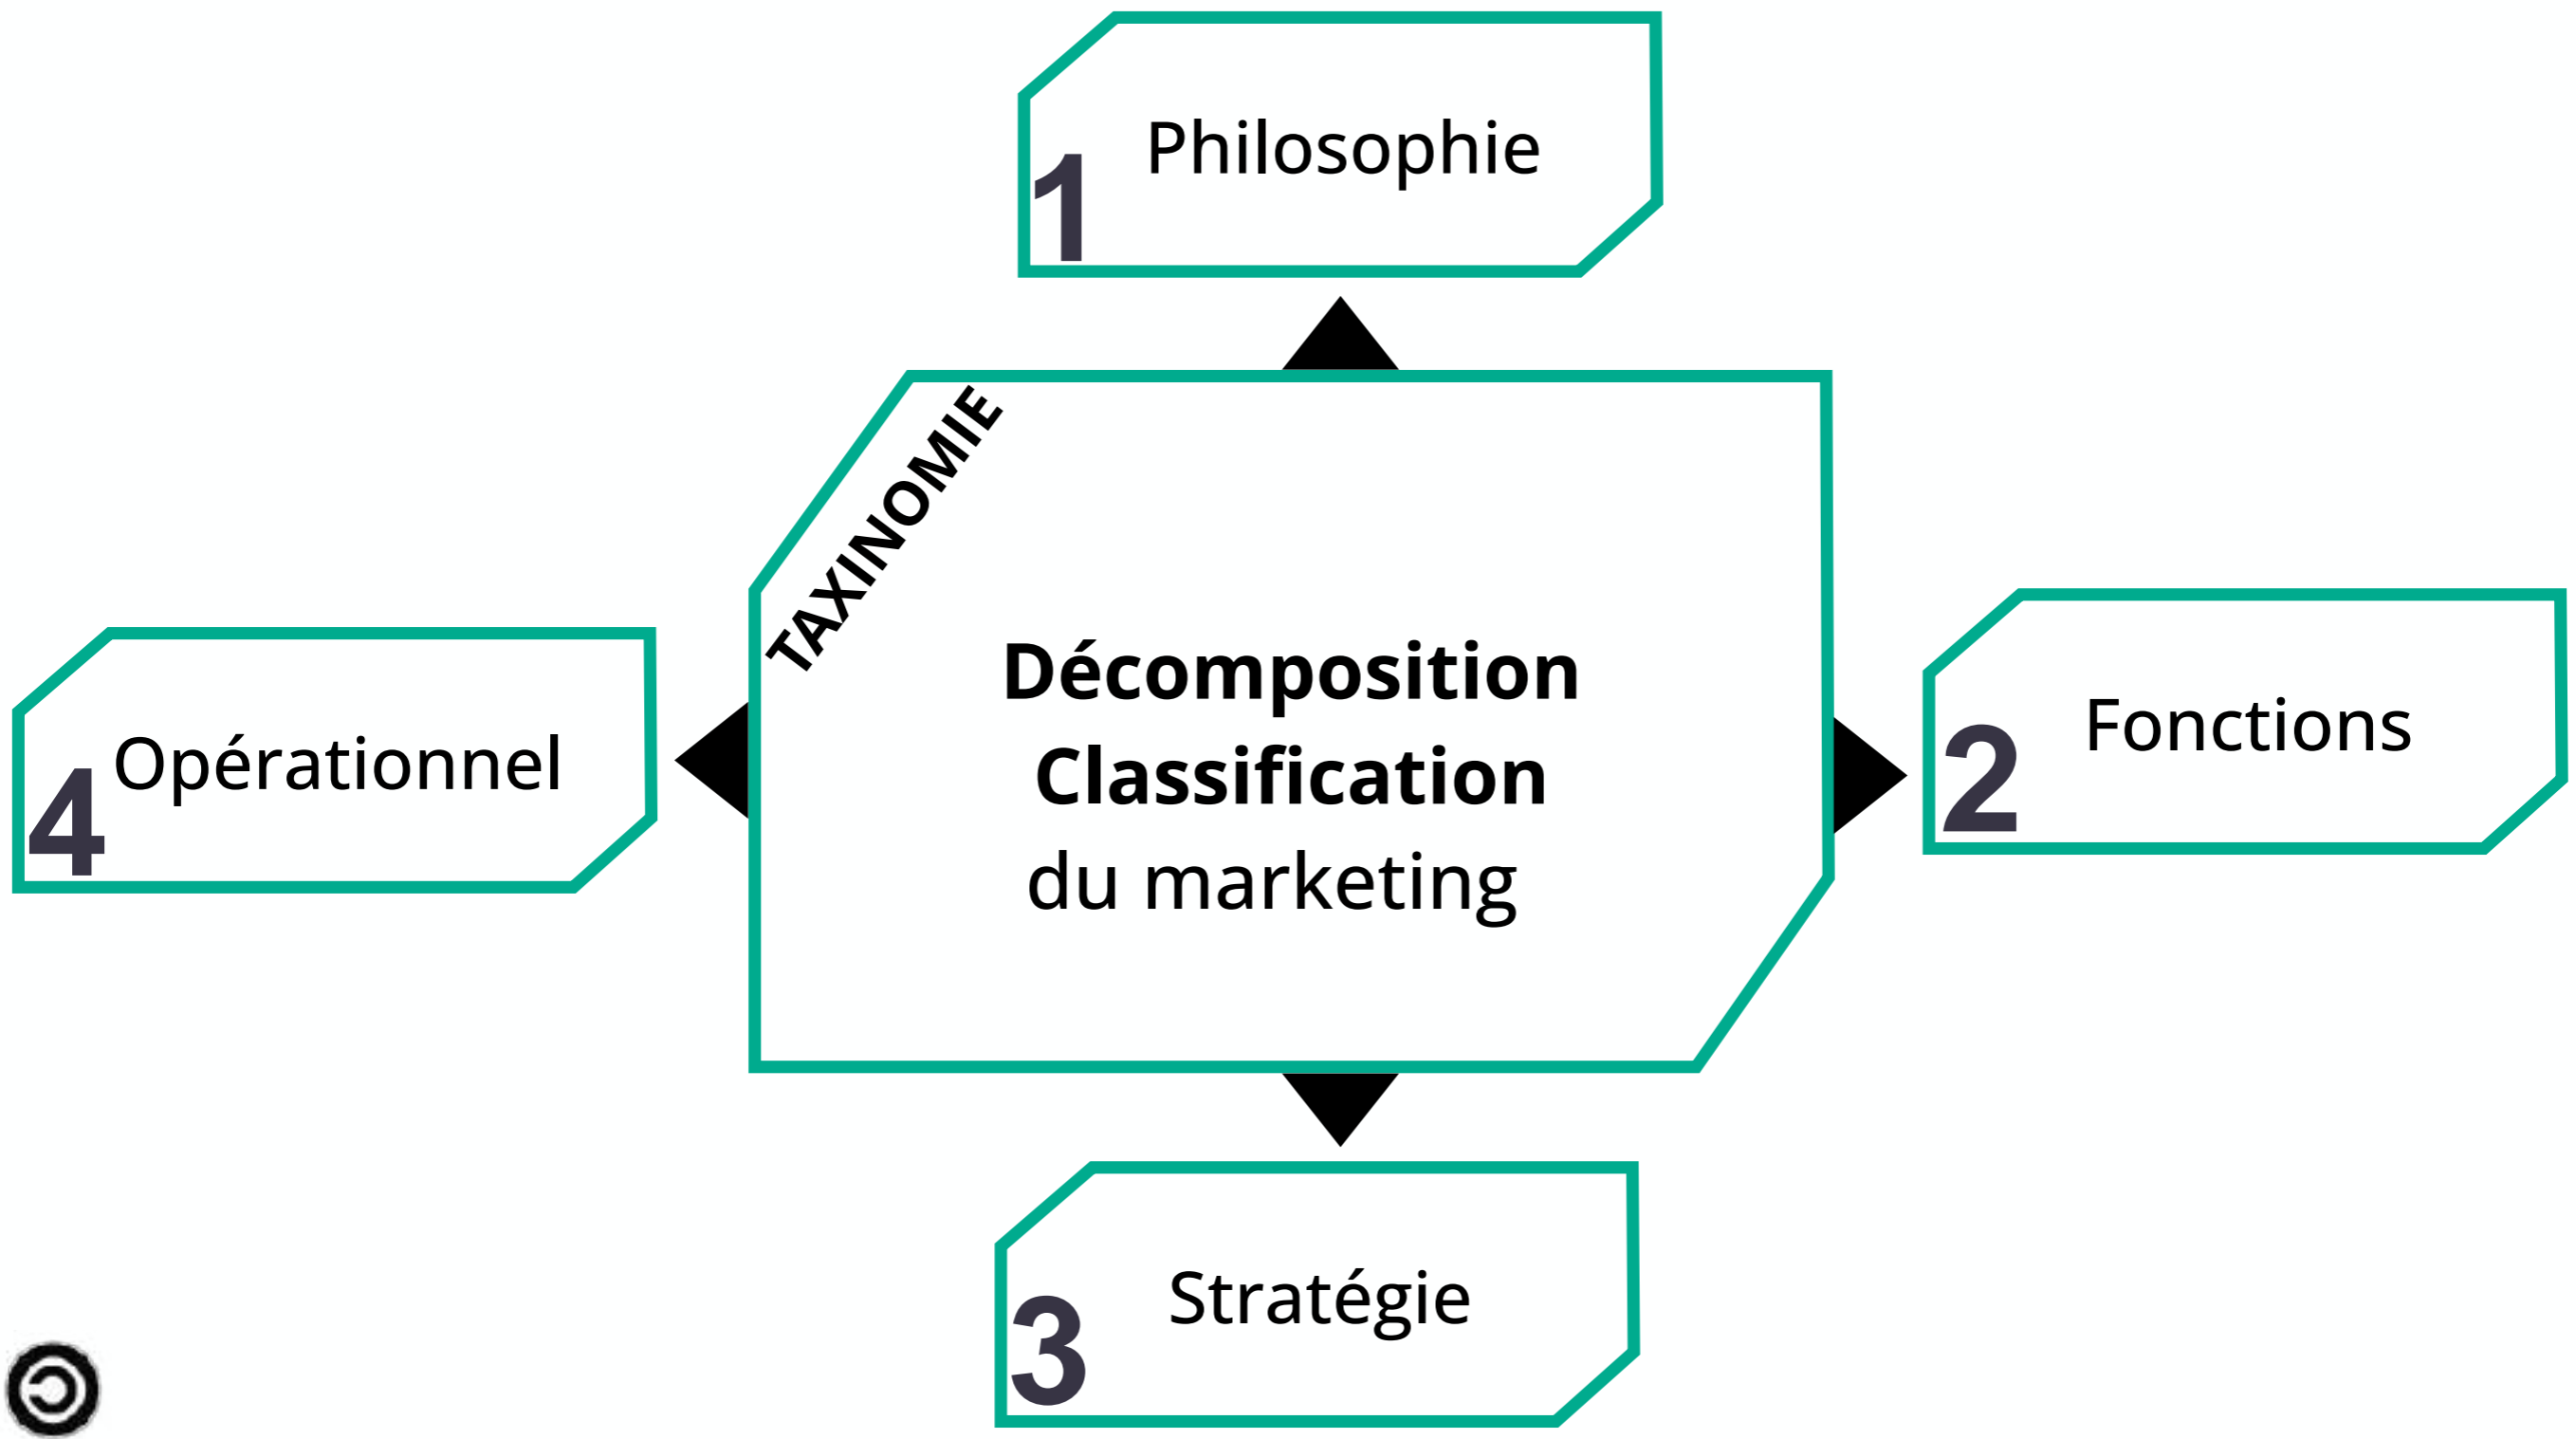 Philosophie
1
TAXINOMIE
Décomposition
Classification
du marketing
Fonctions
2
Opérationnel
4
Stratégie
3